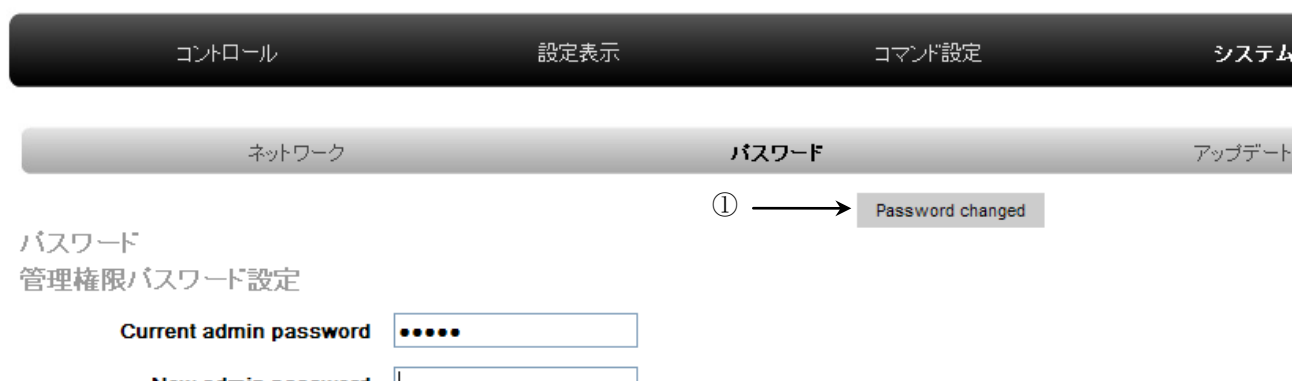 コントロール 設定表示 コマンド設定 システム
ネットワーク パスワード アップデート
① Password changed
パスワード
管理権限パスワード設定
Current admin password •••••
New admin password